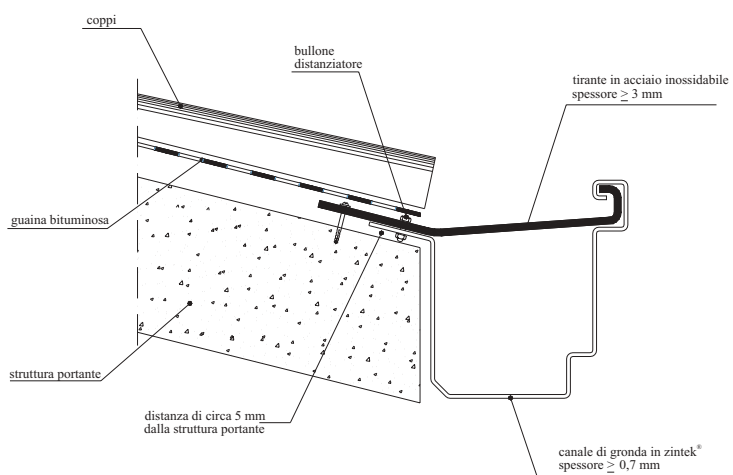 coppi
bullone
distanziatore
tirante in acciaio inossidabile
spessore ≥ 3 mm
guaina bituminosa
struttura portante
distanza di circa 5 mm
dalla struttura portante
canale di gronda in zintek®
spessore ≥ 0,7 mm